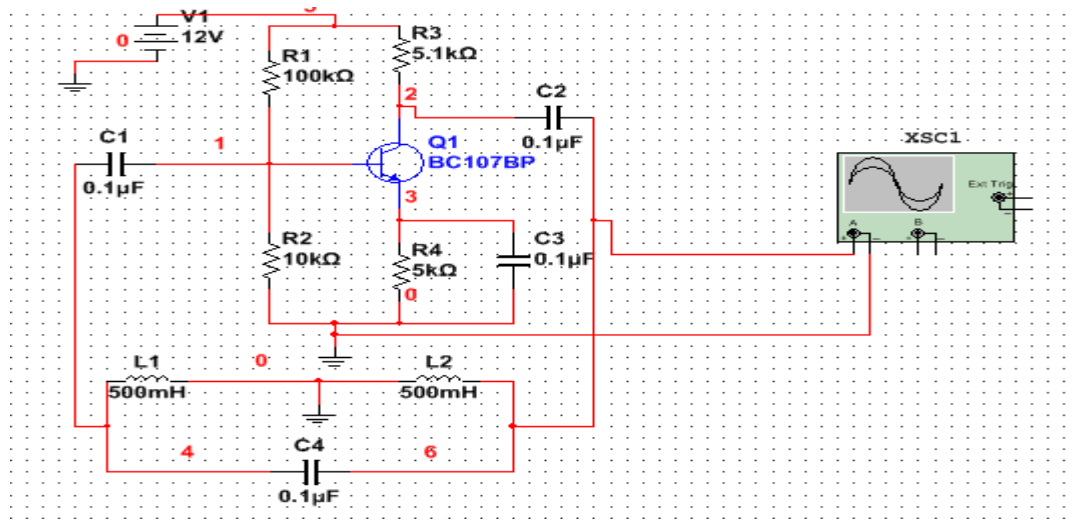 V1
12V
0
R1
100kΩ
R3
5.1kΩ
2
C2
0.1µF
C1
0.1µF
1
Q1
BC107BP
3
XSC1
Ext Trig
A
B
R2
10kΩ
R4
5kΩ
0
C3
0.1µF
L1
500mH
0
L2
500mH
4
C4
0.1µF
6